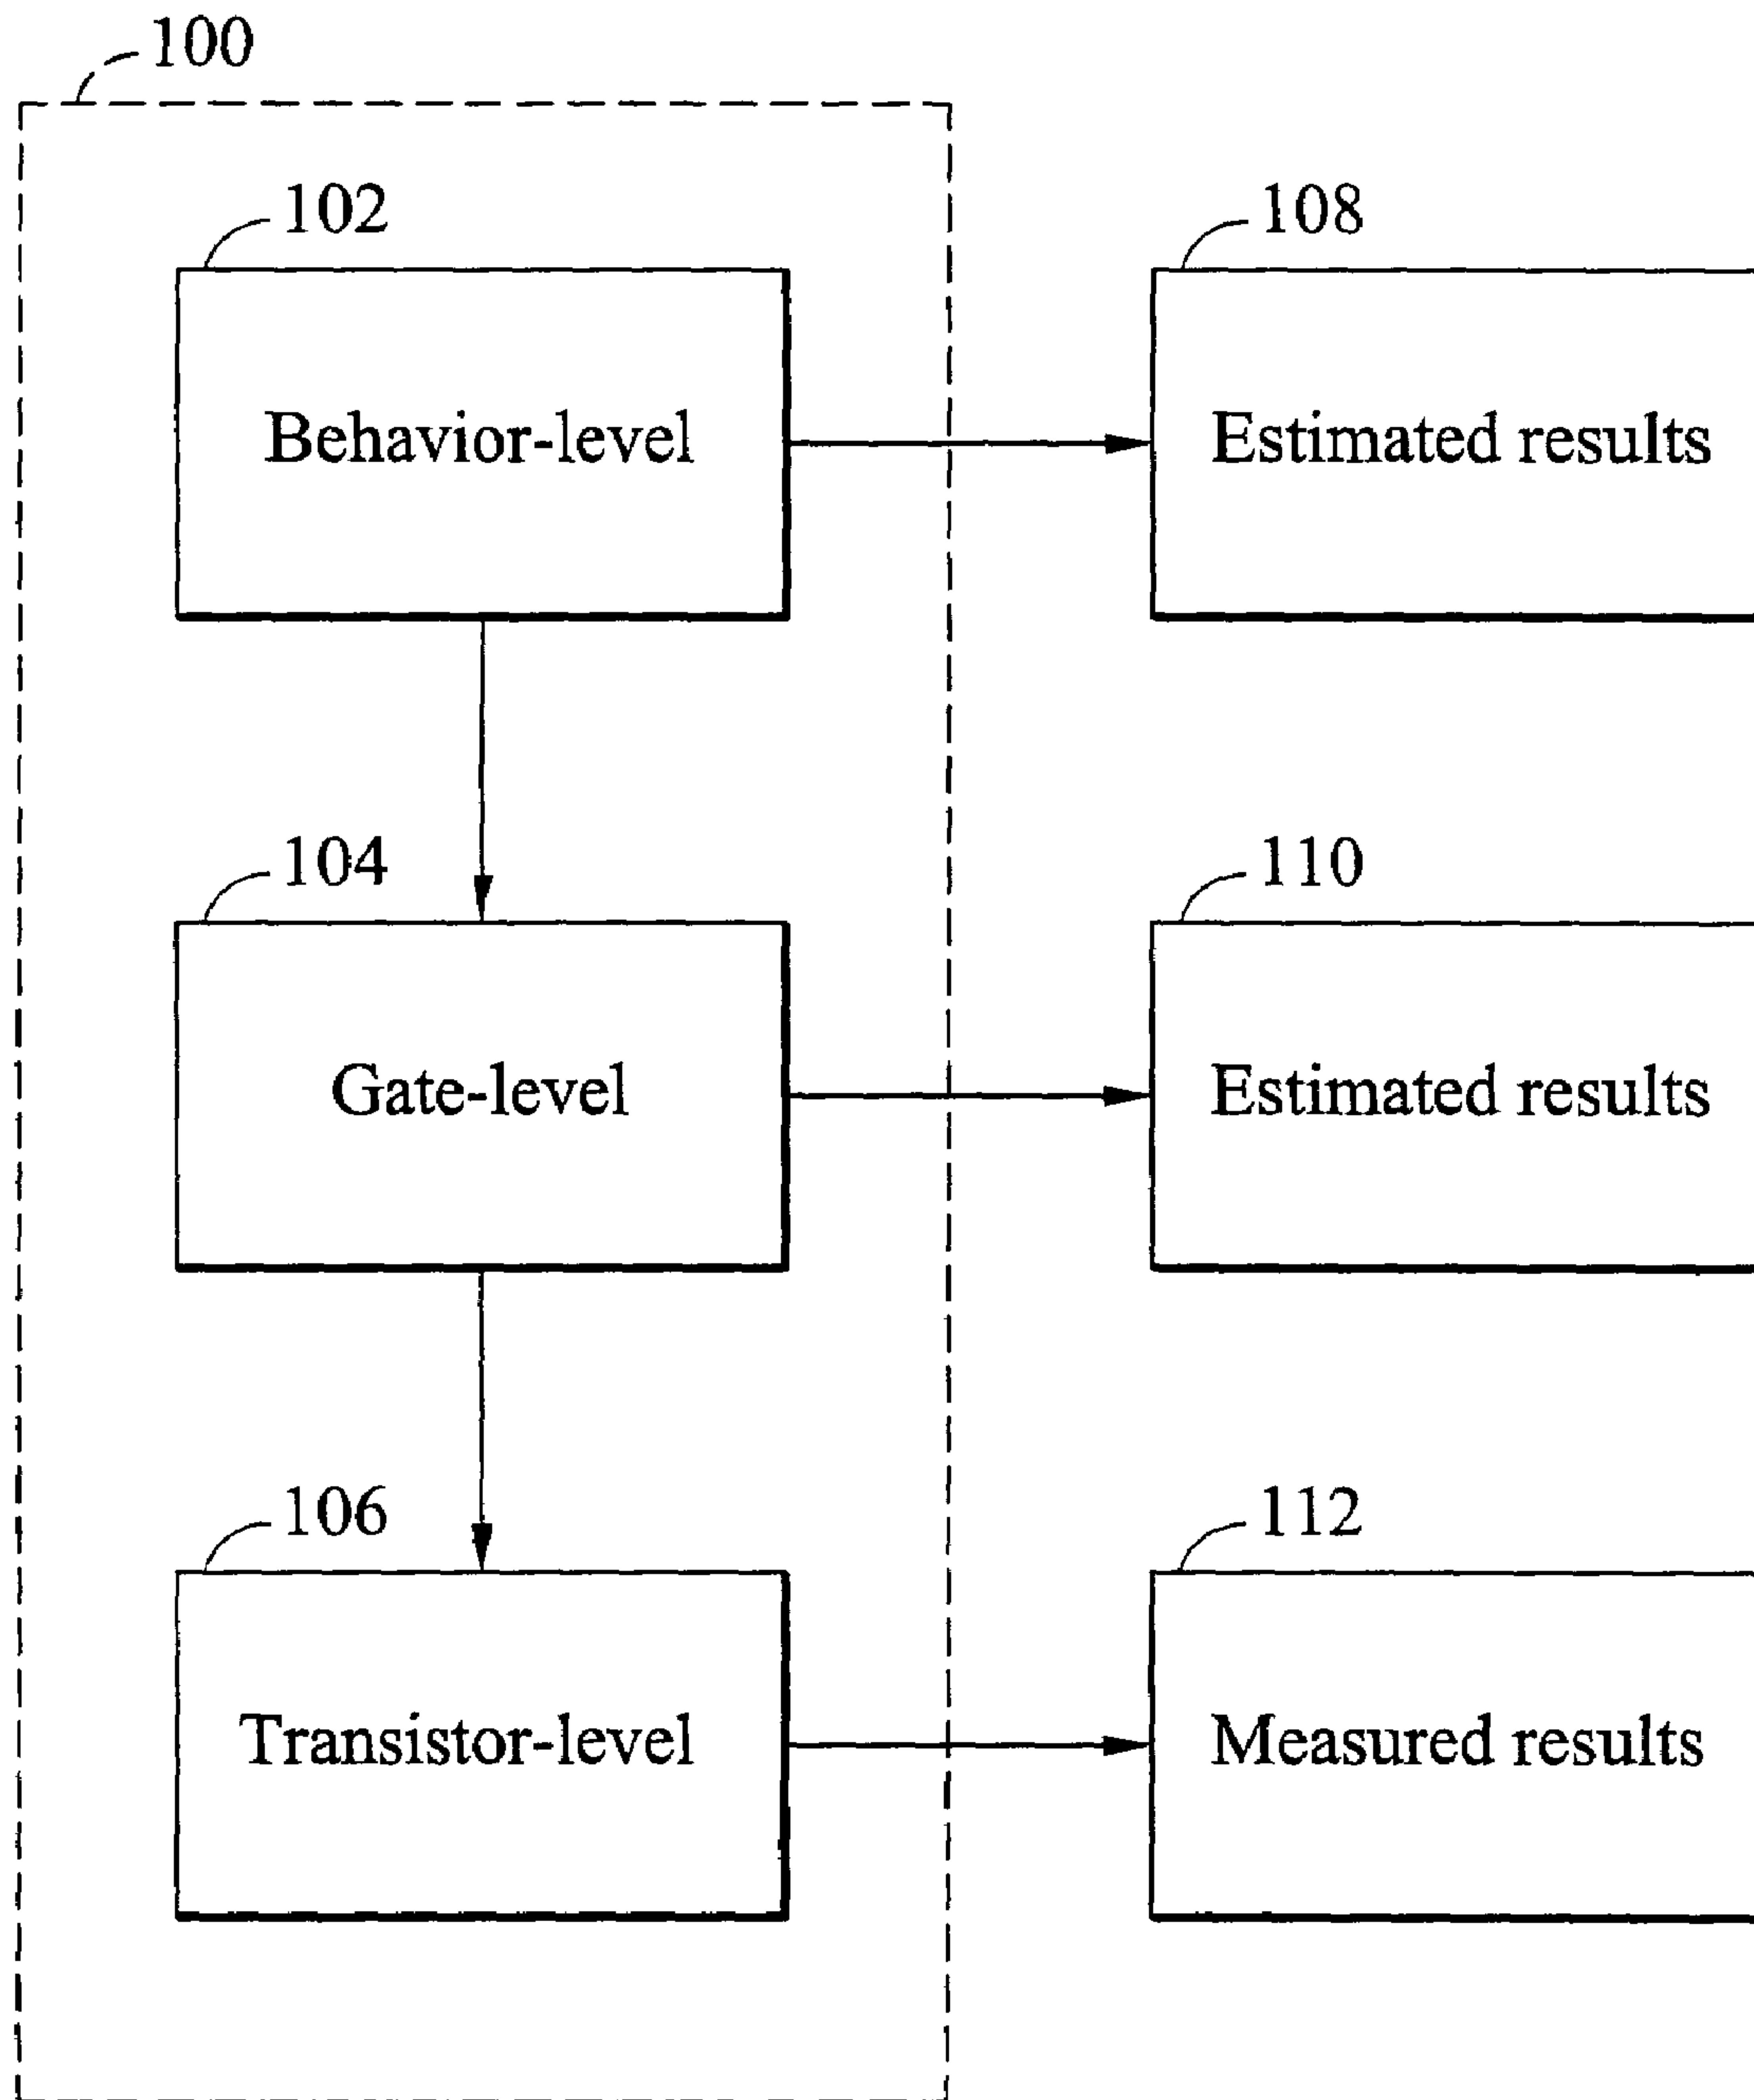 100
102
108
Behavior-level
Estimated results
104
110
Gate-level
Estimated results
106
112
Transistor-level
Measured results